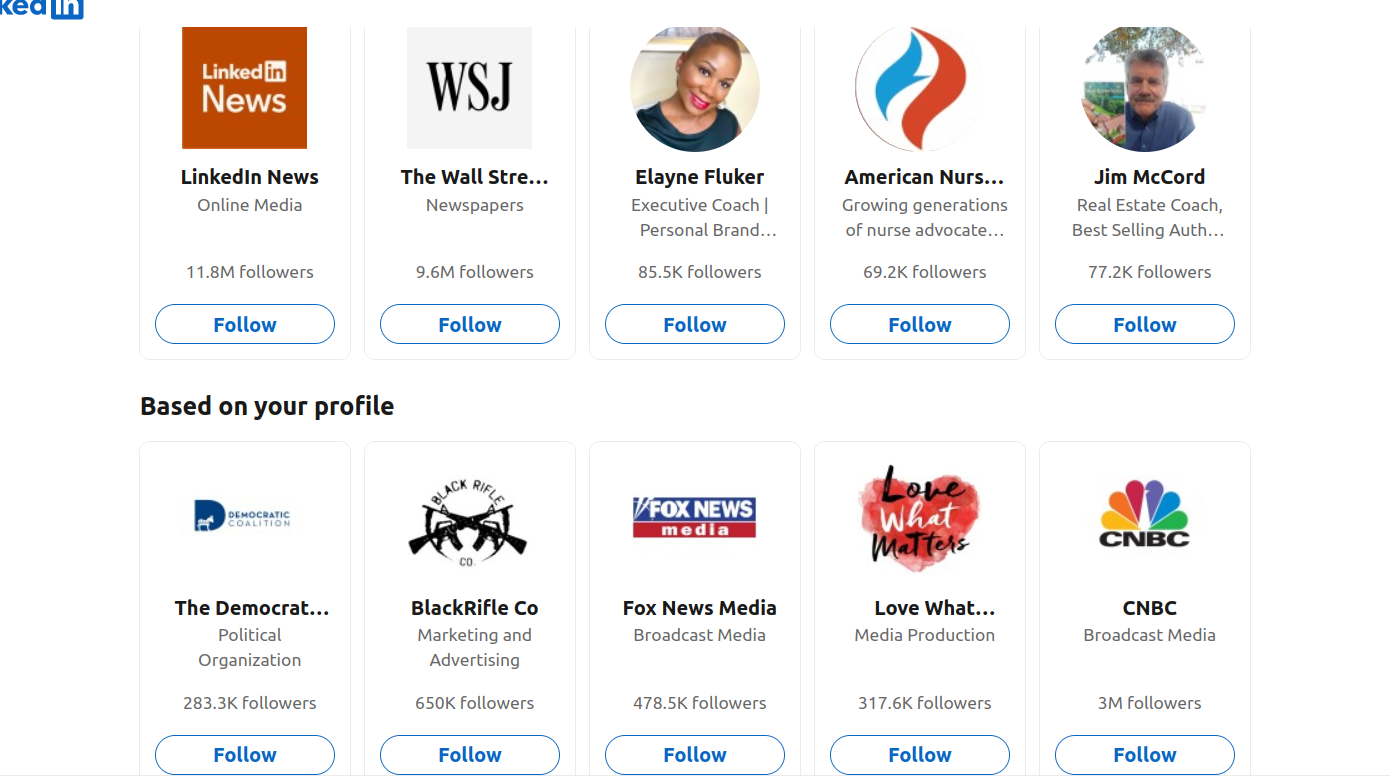 Linked in
News
WSJ
LinkedIn News
The Wall Stre...
Elayne Fluker
American Nurs...
Jim McCord
Online Media
Newspapers
Executive Coach |
Personal Brand...
Growing generations
of nurse advocate...
Real Estate Coach,
Best Selling Auth...
11.8M followers
9.6M followers
85.5K followers
69.2K followers
77.2K followers
Follow
Follow
Follow
Follow
Follow
Based on your profile
DEMOCRATIC
COALITION
BLACK RIFLE
CO.
FOX NEWS
media
Love
What
Matters
CNBC
The Democrat...
BlackRifle Co
Fox News Media
Love What...
CNBC
Political
Organization
Marketing and
Advertising
Broadcast Media
Media Production
Broadcast Media
283.3K followers
650K followers
478.5K followers
317.6K followers
3M followers
Follow
Follow
Follow
Follow
Follow